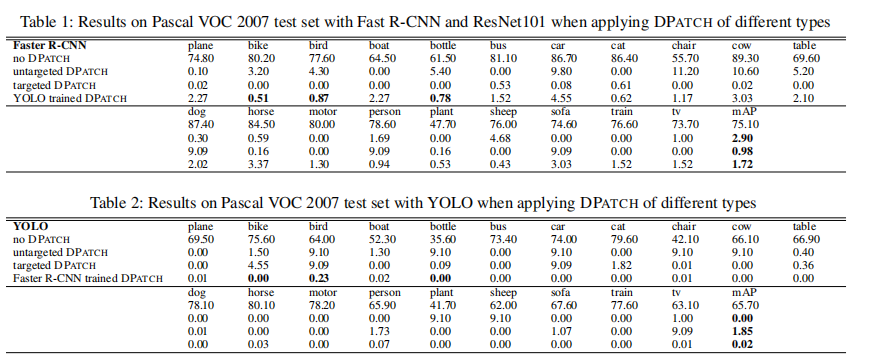 Table 1: Results on Pascal VOC 2007 test set with Fast R-CNN and ResNet101 when applying DPATCH of different types
Faster R-CNN plane bike bird boat bottle bus car cat chair cow table
no DPATCH 74.80 80.20 77.60 64.50 61.50 81.10 86.70 86.40 55.70 89.30 69.60
untargeted DPATCH 0.10 3.20 4.30 0.00 5.40 0.00 9.80 0.00 11.20 10.60 5.20
targeted DPATCH 0.02 0.00 0.00 0.00 0.00 0.53 0.08 0.61 0.00 0.02 0.00
YOLO trained DPATCH 2.27 0.51 0.87 2.27 0.78 1.52 4.55 0.62 1.17 3.03 2.10
dog horse motor person plant sheep sofa train tv mAP
87.40 84.50 80.00 78.60 47.70 76.00 74.60 76.60 73.70 75.10
0.30 0.59 0.00 1.69 0.00 4.68 0.00 0.00 1.00 2.90
9.09 0.16 0.00 9.09 0.16 0.00 9.09 0.00 0.00 0.98
2.02 3.37 1.30 0.94 0.53 0.43 3.03 1.52 1.52 1.72
Table 2: Results on Pascal VOC 2007 test set with YOLO when applying DPATCH of different types
YOLO plane bike bird boat bottle bus car cat chair cow table
no DPATCH 69.50 75.60 64.00 52.30 35.60 73.40 74.00 79.60 42.10 66.10 66.90
untargeted DPATCH 0.00 1.50 9.10 1.30 9.10 0.00 9.10 0.00 9.10 9.10 0.40
targeted DPATCH 0.00 4.55 9.09 0.00 0.09 0.00 9.09 1.82 0.01 0.00 0.36
Faster R-CNN trained DPATCH 0.01 0.00 0.23 0.02 0.00 0.00 0.00 0.00 0.01 0.00 0.00
dog horse motor person plant sheep sofa train tv mAP
78.10 80.10 78.20 65.90 41.70 62.00 67.60 77.60 63.10 65.70
0.00 0.00 0.00 0.00 9.10 9.10 0.00 0.00 1.00 0.00
0.01 0.00 0.00 1.73 0.00 0.00 1.07 0.00 9.09 1.85
0.00 0.03 0.00 0.07 0.00 0.00 0.00 0.00 0.01 0.02